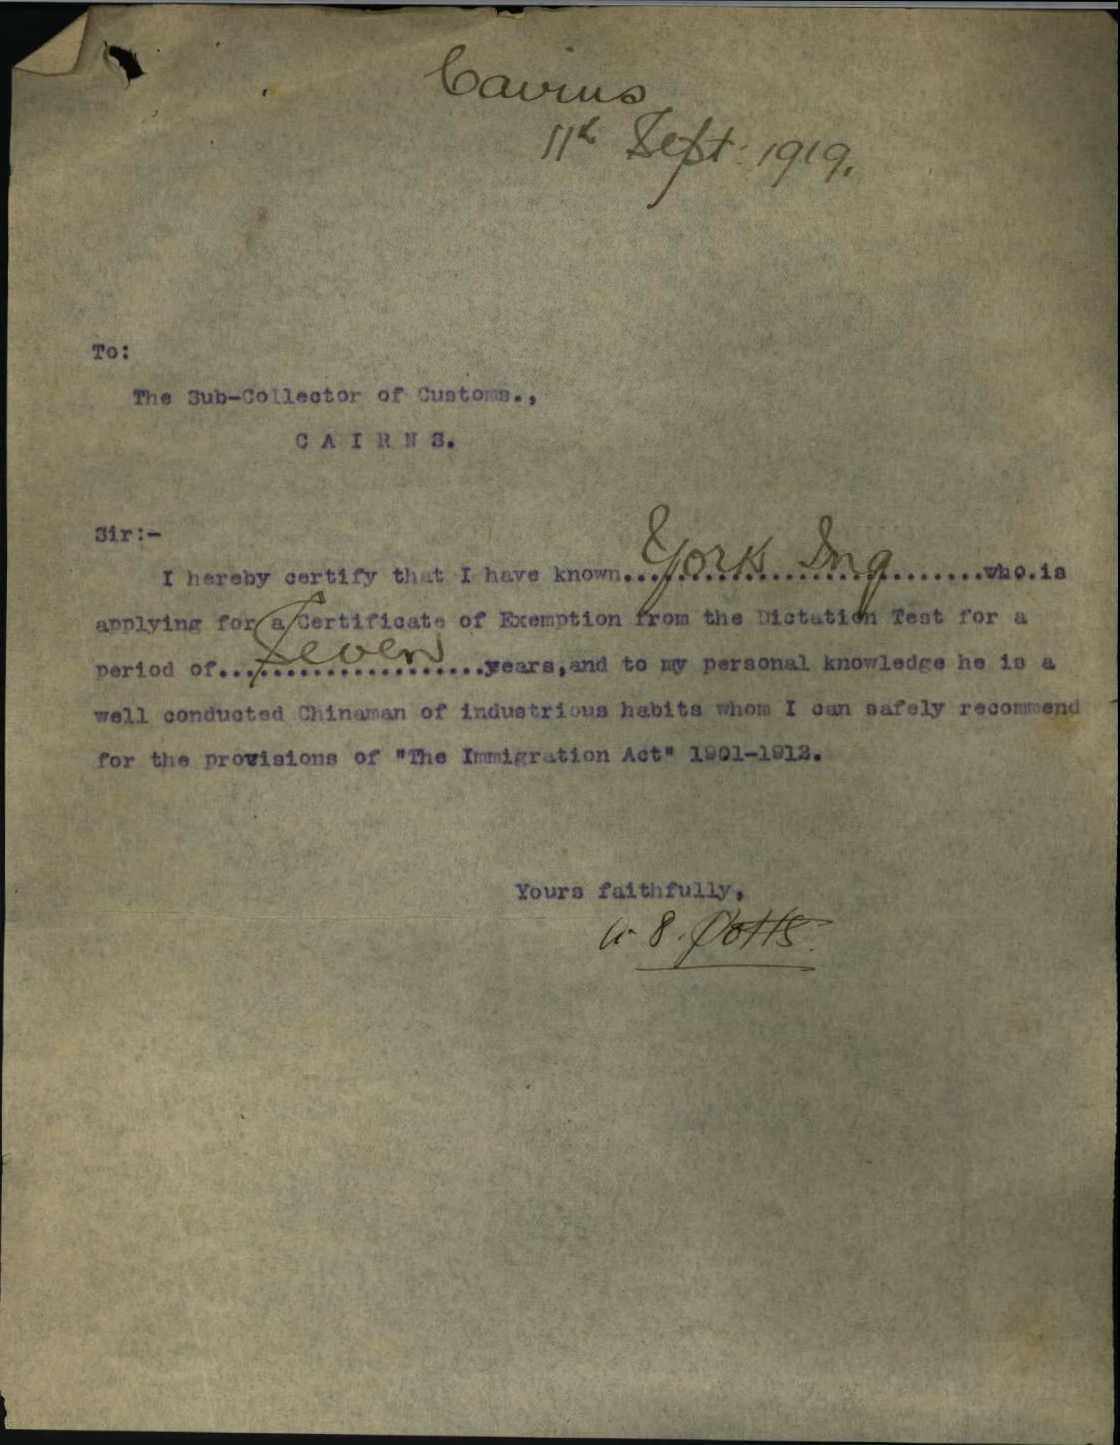 Cairns
11th Sept. 1919.
To:
The Sub-Collector of Customs.,
C A I R N S.
Sir:-
I hereby certify that I have known...York Ing...who.is
applying for a Certificate of Exemption from the Dictation Test for a
period of...Seven...years,and to my personal knowledge he is a
well conducted Chinaman of industrious habits whom I can safely recommend
for the provisions of "The Immigration Act" 1901-1912.
Yours faithfully,
W. S. Potts.